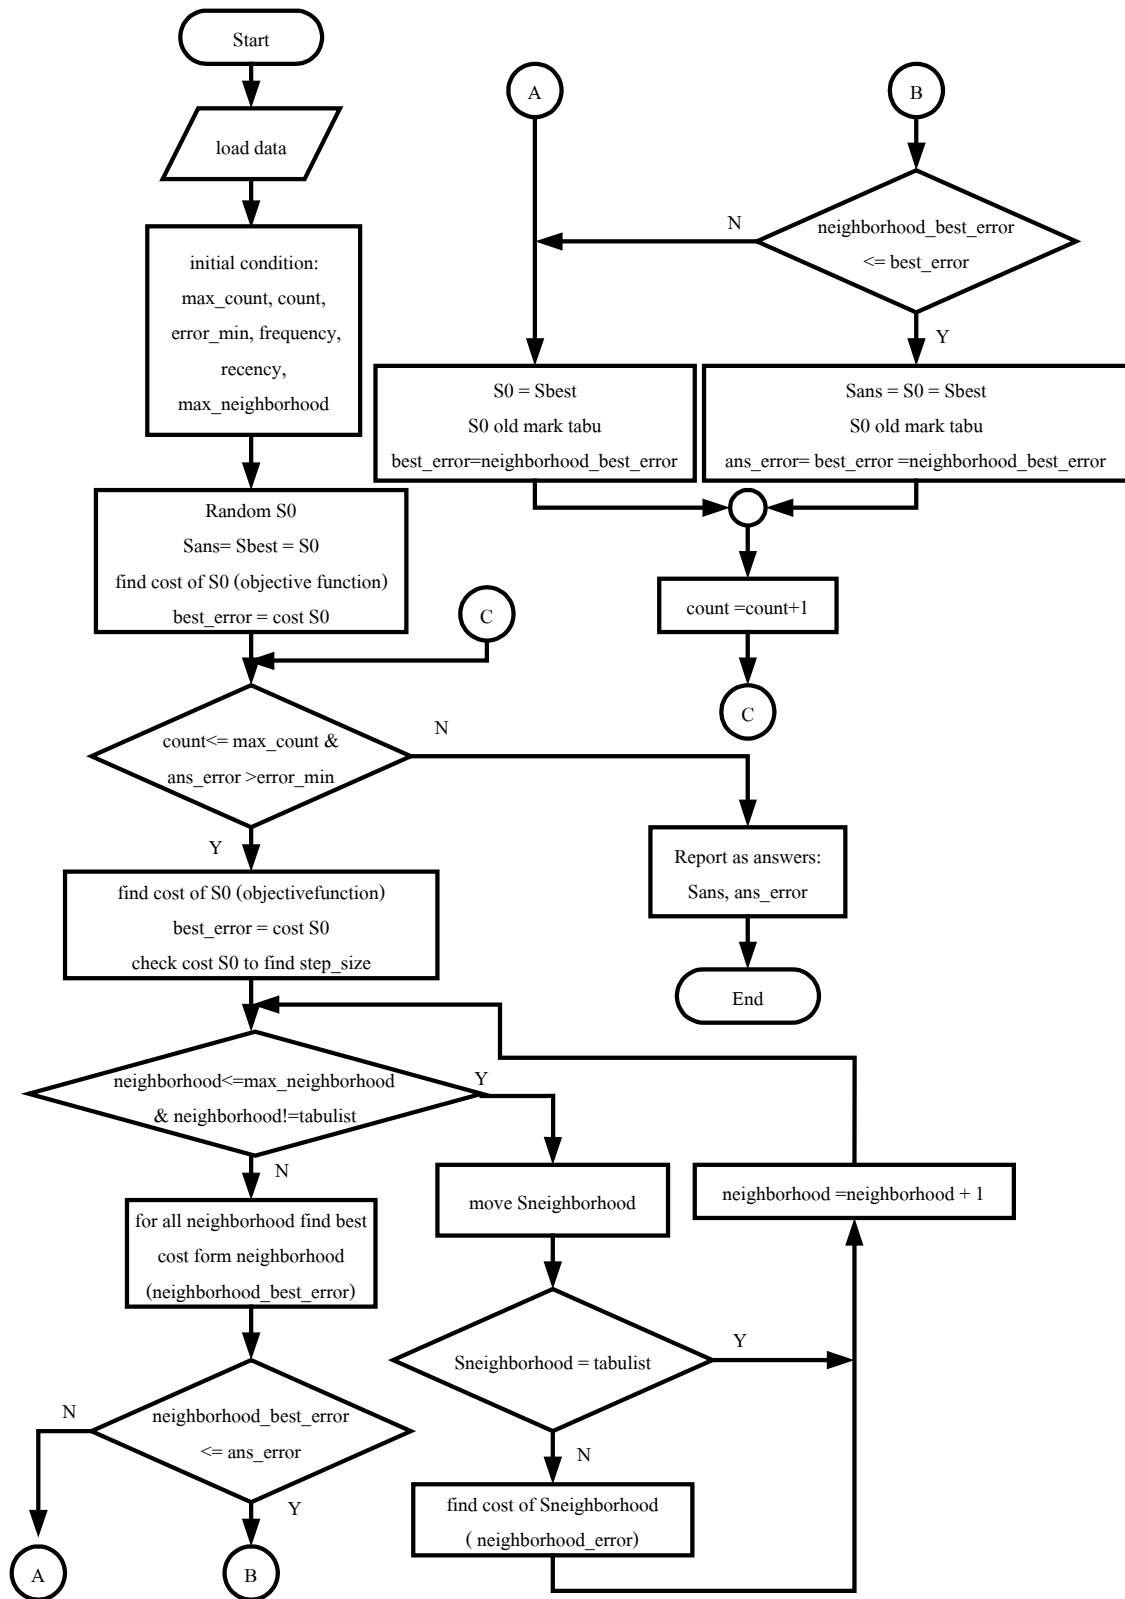 Start
load data
initial condition:
max_count, count,
error_min, frequency,
recency,
max_neighborhood
Random S0
Sans= Sbest = S0
find cost of S0 (objective function)
best_error = cost S0
C
count<= max_count &
ans_error >error_min
N
Y
find cost of S0 (objectivefunction)
best_error = cost S0
check cost S0 to find step_size
neighborhood<=max_neighborhood
& neighborhood!=tabulist
Y
N
for all neighborhood find best
cost form neighborhood
(neighborhood_best_error)
neighborhood_best_error
<= ans_error
N
Y
A
B
move Sneighborhood
Sneighborhood = tabulist
Y
N
find cost of Sneighborhood
( neighborhood_error)
neighborhood =neighborhood + 1
A
B
neighborhood_best_error
<= best_error
N
Y
S0 = Sbest
S0 old mark tabu
best_error=neighborhood_best_error
Sans = S0 = Sbest
S0 old mark tabu
ans_error= best_error =neighborhood_best_error
count =count+1
C
Report as answers:
Sans, ans_error
End